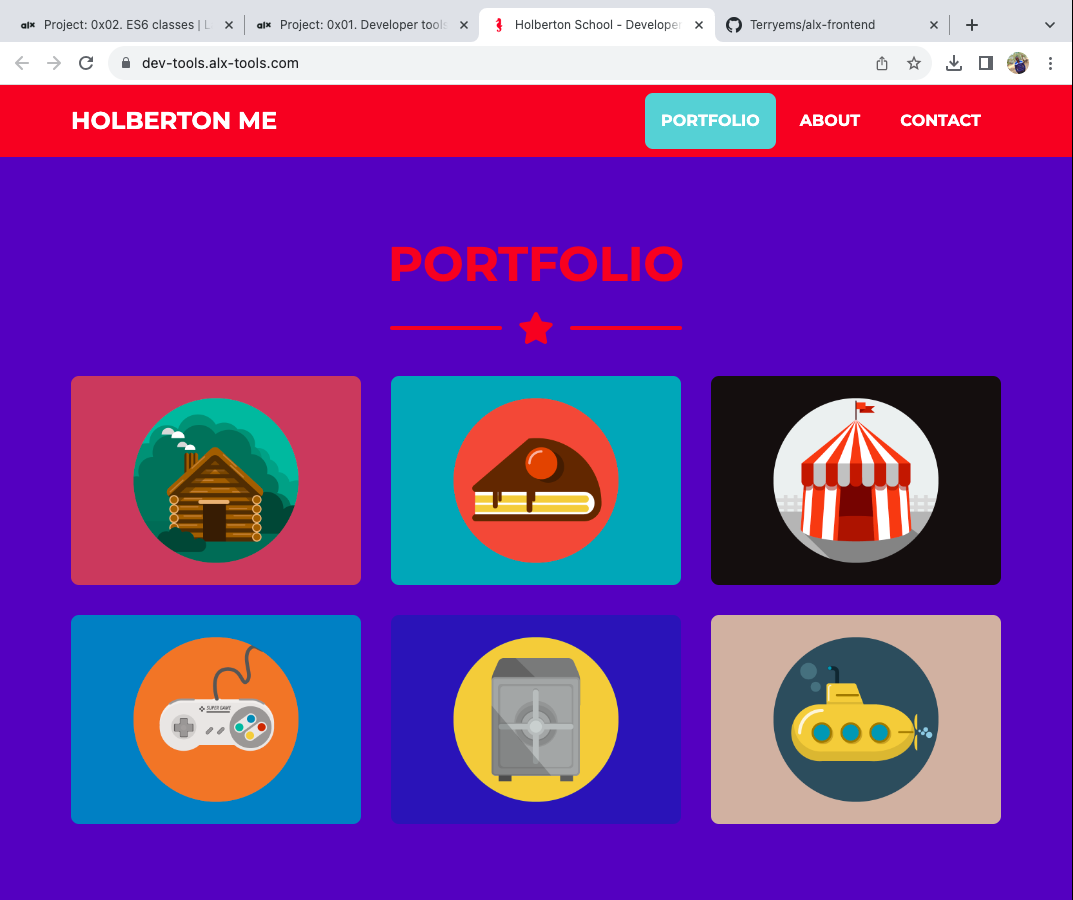 alx Project: 0x02. ES6 classes | L
alx Project: 0x01. Developer tools
Holberton School - Developer
Terryems/alx-frontend
dev-tools.alx-tools.com
HOLBERTON ME
PORTFOLIO
ABOUT
CONTACT
PORTFOLIO
SUPER GAME